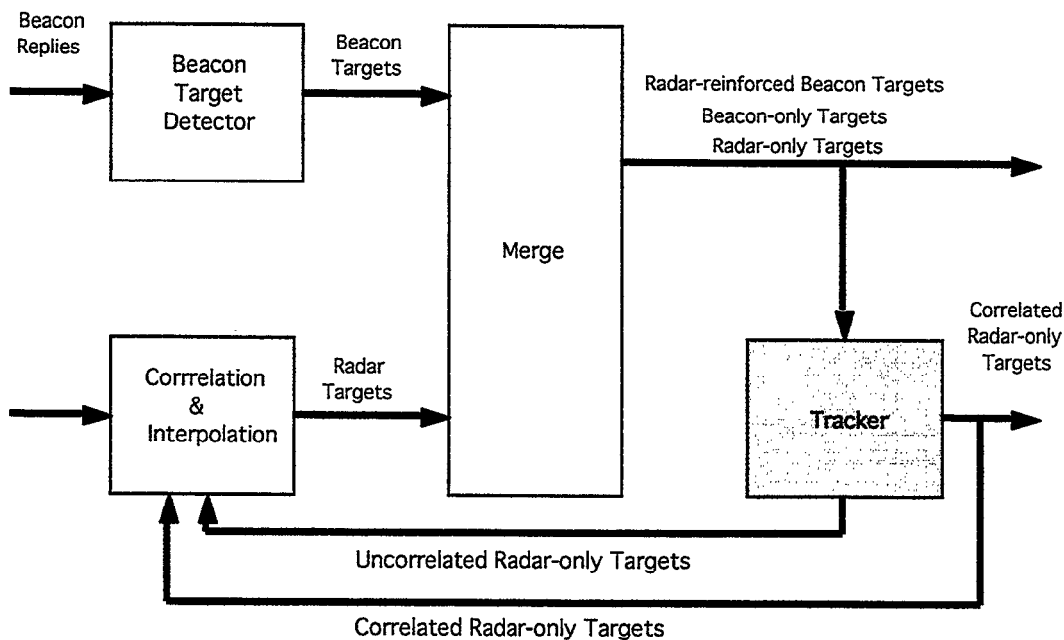 Beacon
Replies
Beacon
Target
Detector
Beacon
Targets
Merge
Radar-reinforced Beacon Targets
Beacon-only Targets
Radar-only Targets
Corrrelation
&
Interpolation
Radar
Targets
Tracker
Correlated
Radar-only
Targets
Uncorrelated Radar-only Targets
Correlated Radar-only Targets